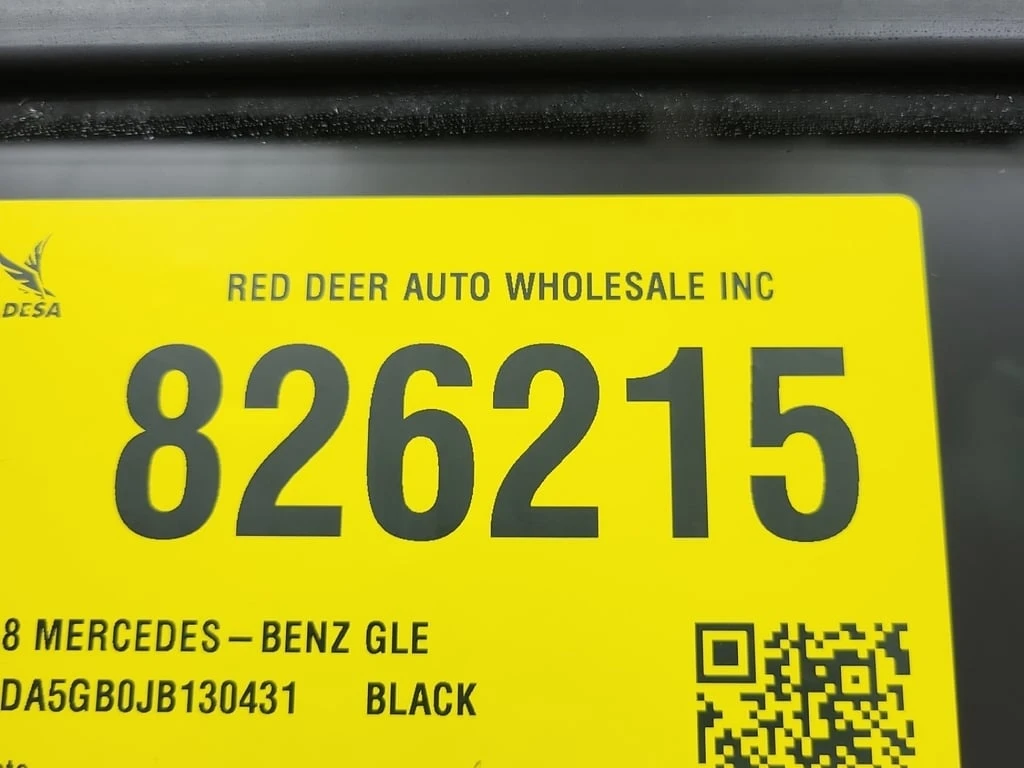 DESA
RED DEER AUTO WHOLESALE INC
826215
8 MERCEDES-BENZ GLE
DA5GB0JB130431 BLACK